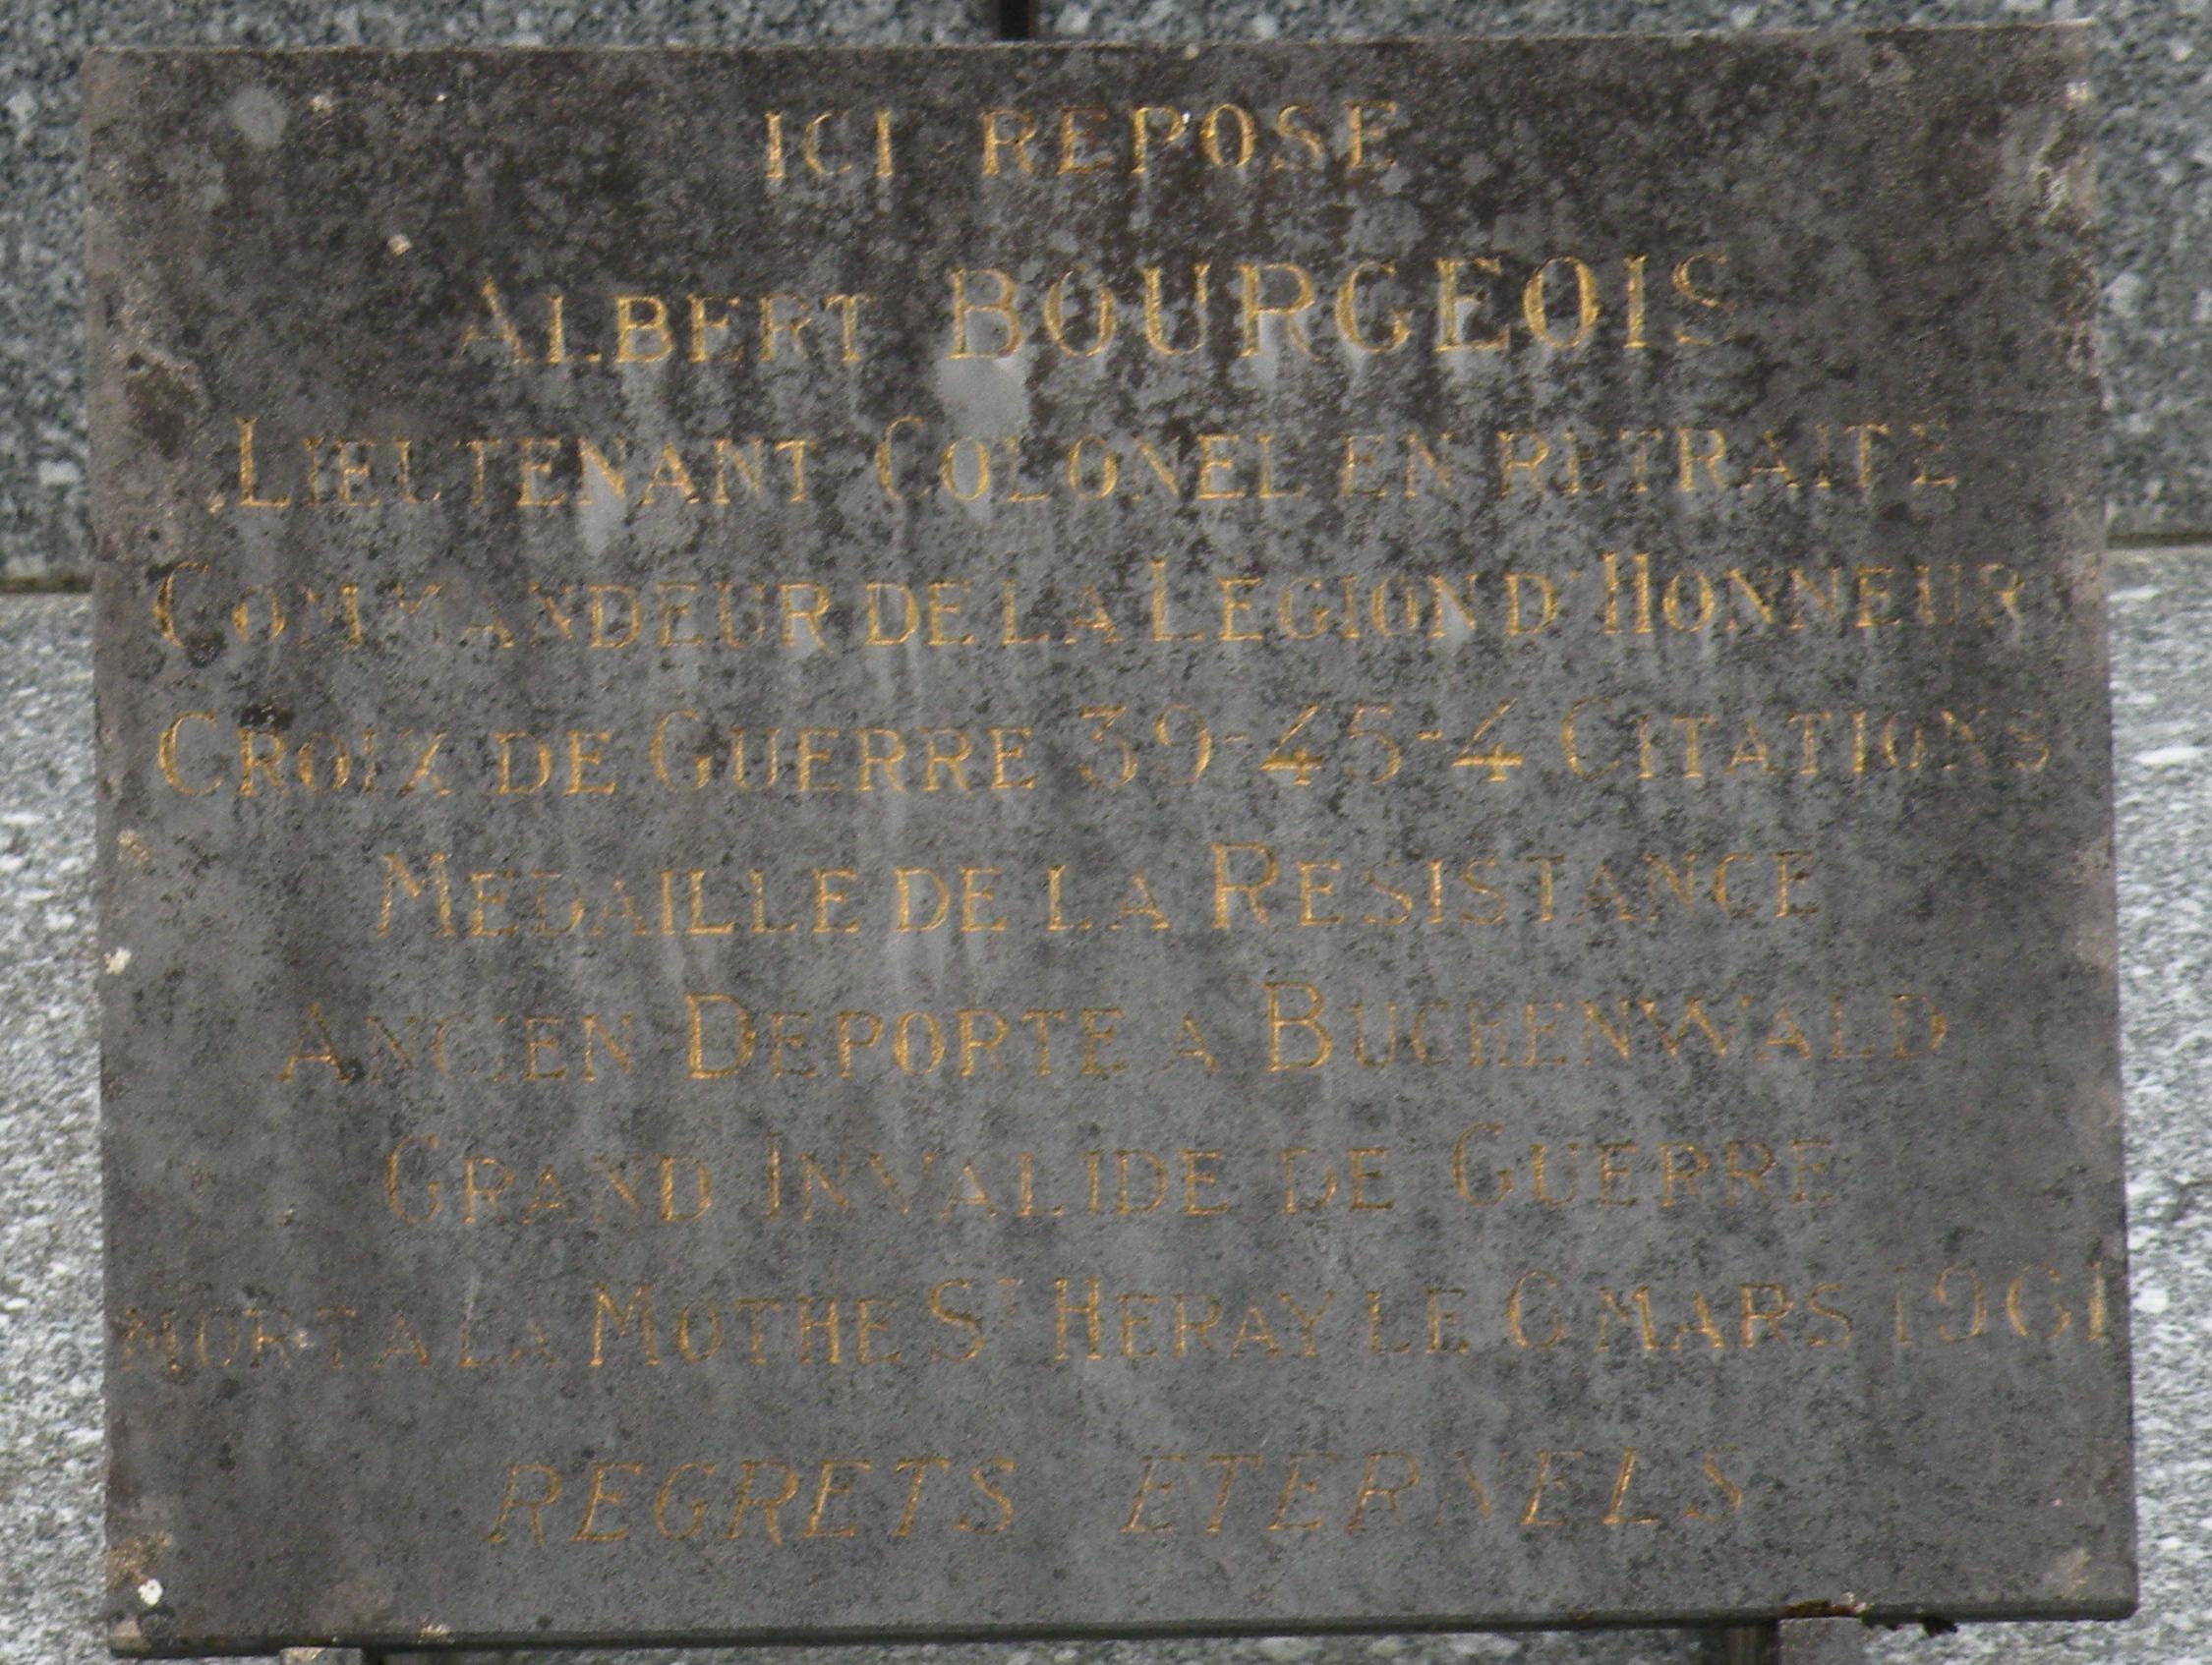 ICI REPOSE
ALBERT BOURGEOIS
LIEUTENANT COLONEL EN RETRAITE
COMMANDEUR DE LA LEGION D'HONNEUR
CROIX DE GUERRE 39-45-4 CITATIONS
MEDAILLE DE LA RESISTANCE
ANCIEN DÉPORTE A BUCHENWALD
GRAND INVALIDE DE GUERRE
MORT A LA MOTHE ST HERAY LE 6 MARS 1961
REGRETS ETERNELS